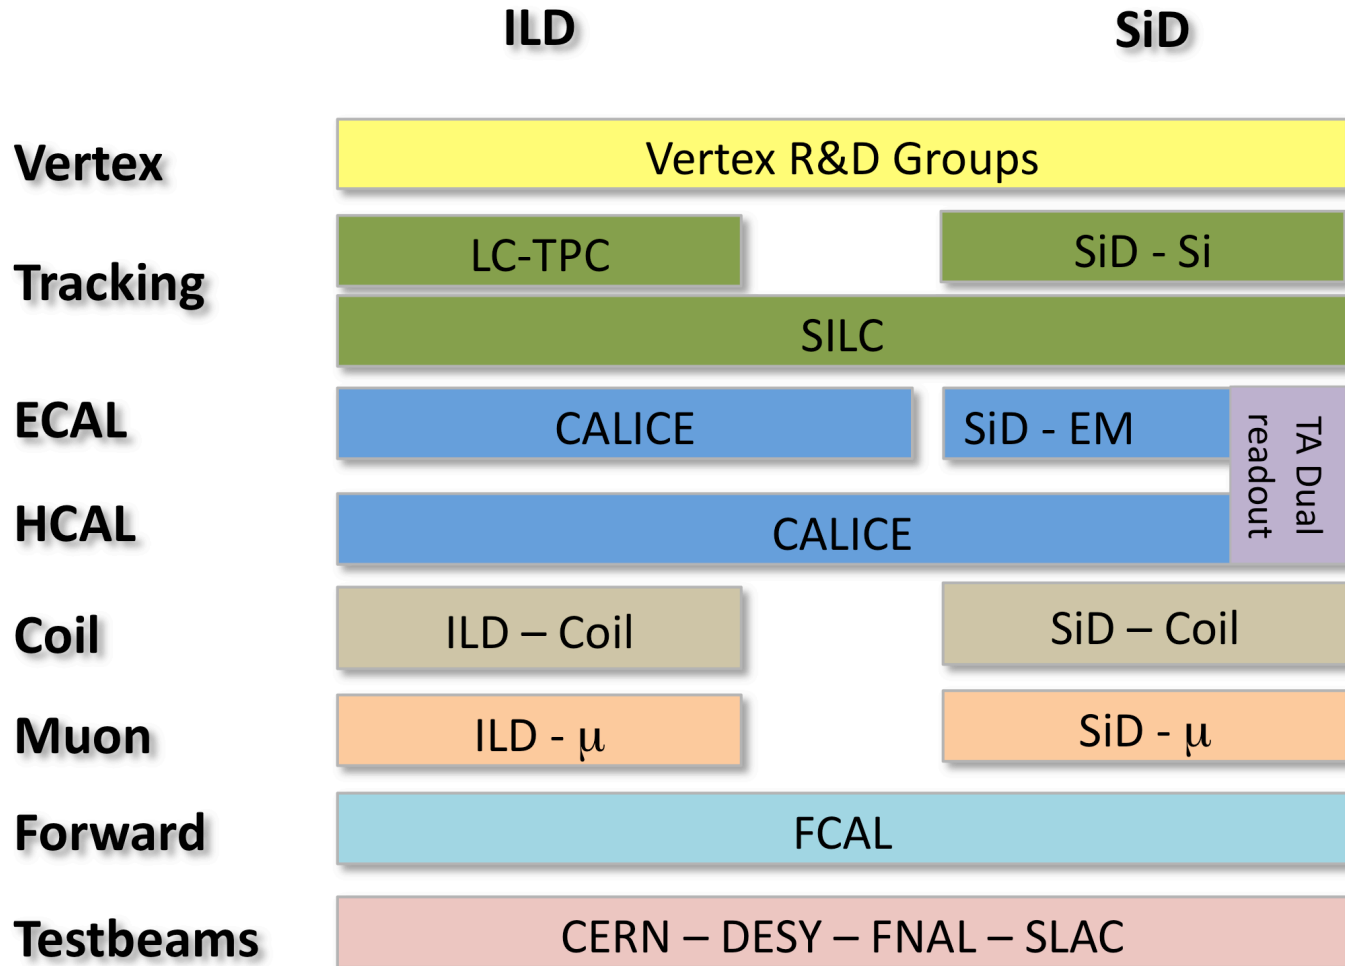 ILD
SiD
Vertex
Vertex R&D Groups
Tracking
LC-TPC
SiD - Si
SILC
ECAL
CALICE
SiD - EM
TA Dual
readout
HCAL
CALICE
Coil
ILD – Coil
SiD – Coil
Muon
ILD - μ
SiD - μ
Forward
FCAL
Testbeams
CERN – DESY – FNAL – SLAC